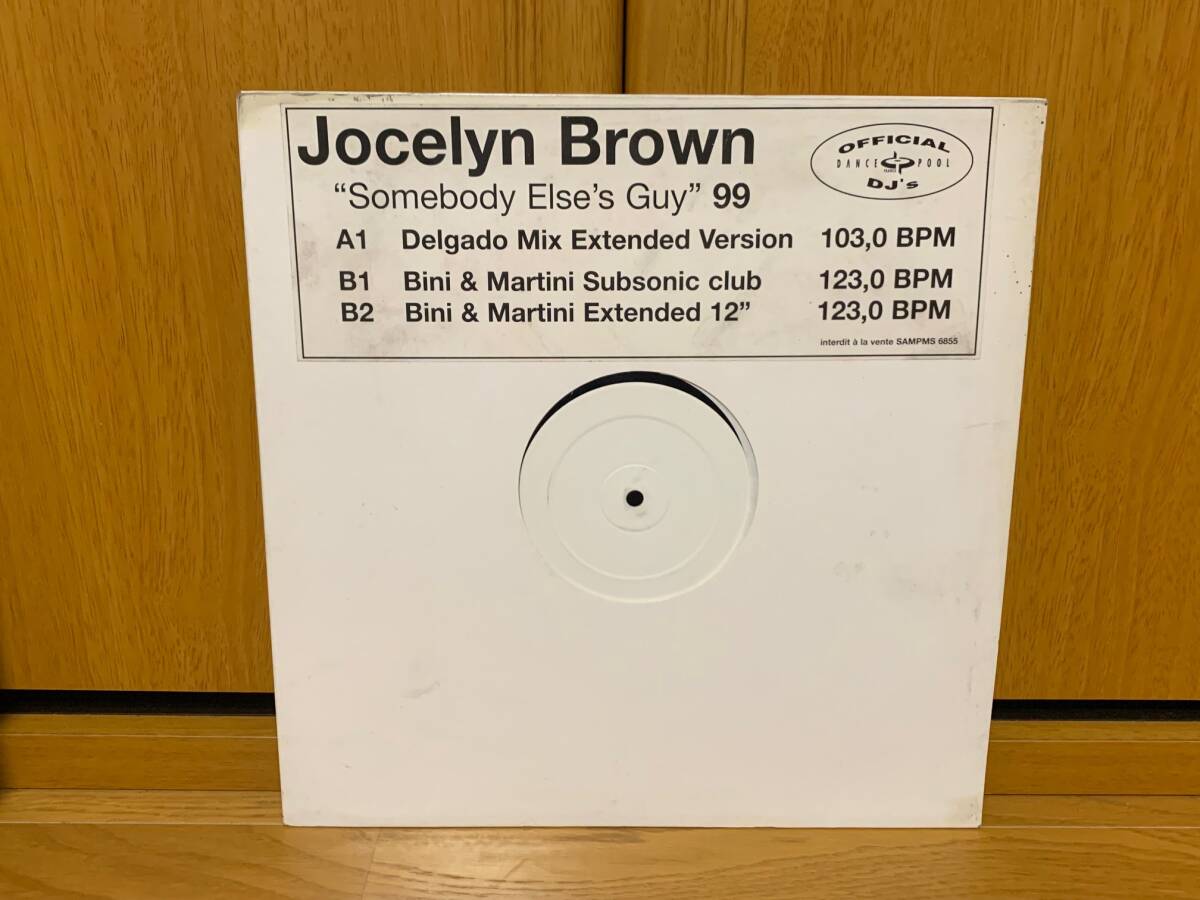 Jocelyn Brown
“Somebody Else’s Guy” 99
A1 Delgado Mix Extended Version 103,0 BPM
B1 Bini & Martini Subsonic club 123,0 BPM
B2 Bini & Martini Extended 12” 123,0 BPM
interdit à la vente SAMPMS 6855
OFFICIAL
DANCE POOL
FRANCE
DJ's